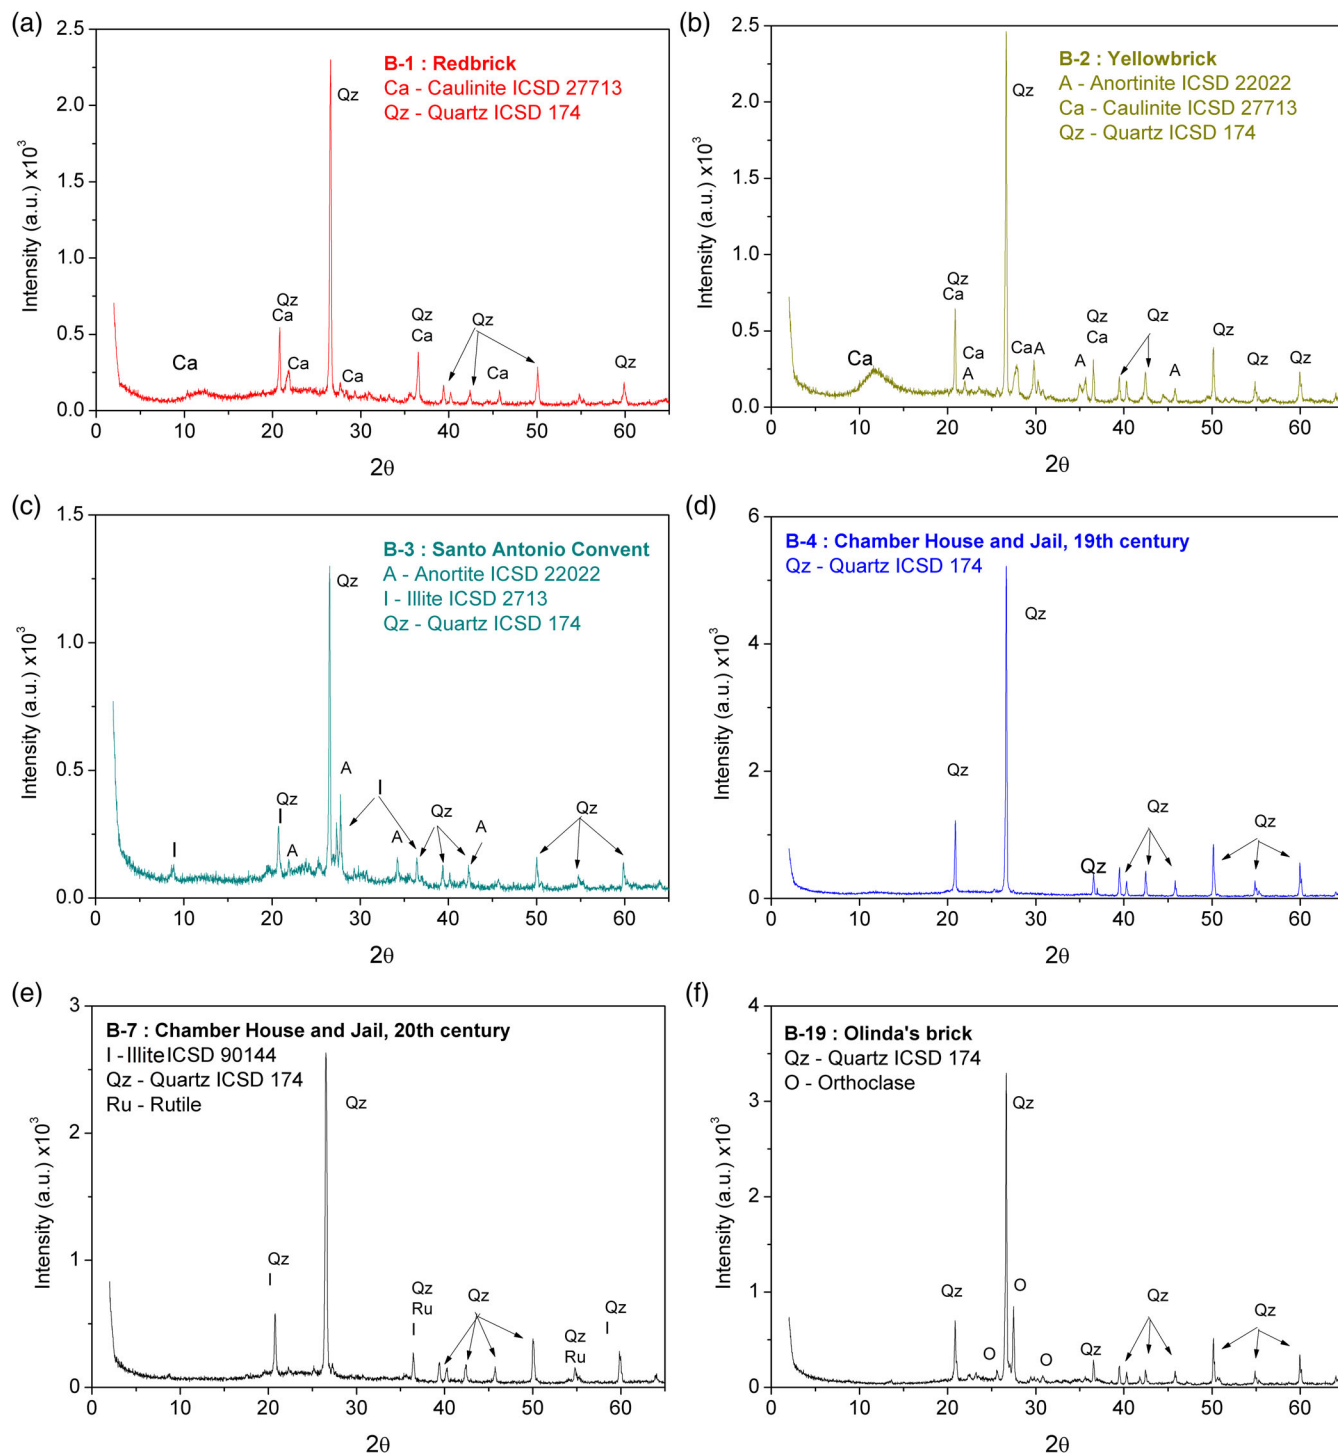 (a)
2.5
2.0
1.5
1.0
0.5
0.0
Intensity (a.u.) x10³
B-1 : Redbrick
Ca - Caulinite ICSD 27713
Qz - Quartz ICSD 174
Qz
Qz
Ca
Ca
Ca
Ca
Qz
Ca
Qz
Ca
Qz
0 10 20 30 40 50 60
2θ
(b)
2.5
2.0
1.5
1.0
0.5
0.0
Intensity (a.u.) x10³
B-2 : Yellowbrick
A - Anortinite ICSD 22022
Ca - Caulinite ICSD 27713
Qz - Quartz ICSD 174
Qz
Qz
Ca
Ca
Ca
A
Ca
A
A
Qz
Ca
Qz
A
Qz
Qz
Qz
0 10 20 30 40 50 60
2θ
(c)
1.5
1.0
0.5
0.0
Intensity (a.u.) x10³
B-3 : Santo Antonio Convent
A - Anortite ICSD 22022
I - Illite ICSD 2713
Qz - Quartz ICSD 174
Qz
I
Qz
I
A
A
I
A
Qz
A
Qz
0 10 20 30 40 50 60
2θ
(d)
6
4
2
0
Intensity (a.u.) x10³
B-4 : Chamber House and Jail, 19th century
Qz - Quartz ICSD 174
Qz
Qz
Qz
Qz
Qz
0 10 20 30 40 50 60
2θ
(e)
3
2
1
0
Intensity (a.u.) x10³
B-7 : Chamber House and Jail, 20th century
I - Illite ICSD 90144
Qz - Quartz ICSD 174
Ru - Rutile
Qz
Qz
I
Qz
Ru
I
Qz
Qz
Ru
Qz
I
0 10 20 30 40 50 60
2θ
(f)
4
3
2
1
0
Intensity (a.u.) x10³
B-19 : Olinda's brick
Qz - Quartz ICSD 174
O - Orthoclase
Qz
Qz
O
O
O
Qz
Qz
Qz
0 10 20 30 40 50 60
2θ